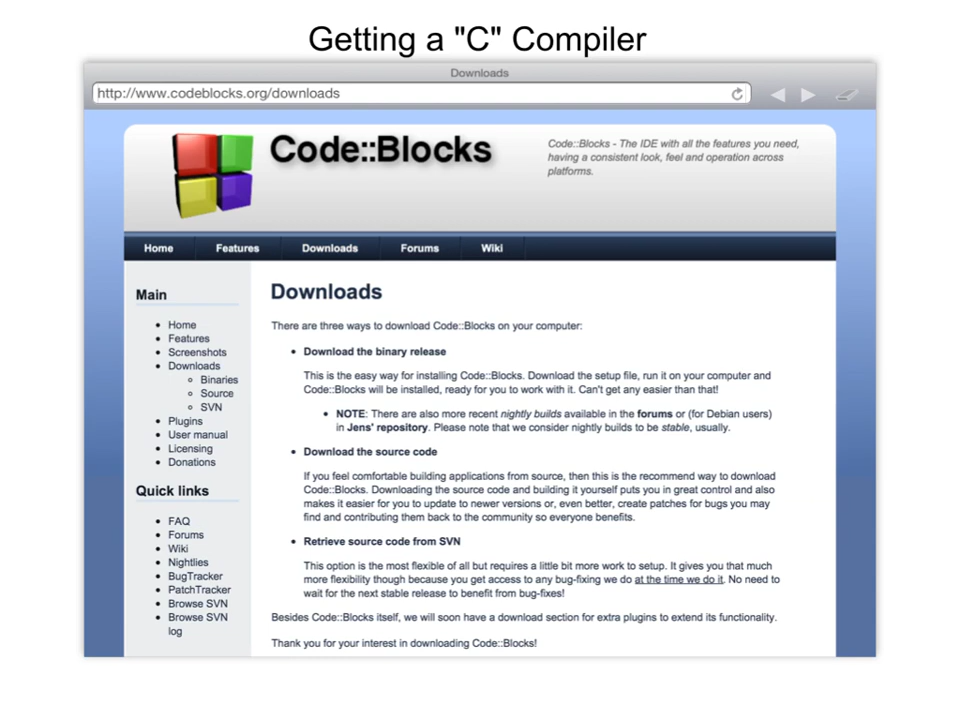 Getting a "C" Compiler
Downloads
http://www.codeblocks.org/downloads
Code::Blocks
Code::Blocks - The IDE with all the features you need,
having a consistent look, feel and operation across
platforms.
Home Features Downloads Forums Wiki
Main
Home
Features
Screenshots
Downloads
Binaries
Source
SVN
Plugins
User manual
Licensing
Donations
Quick links
FAQ
Forums
Wiki
Nightlies
BugTracker
PatchTracker
Browse SVN
Browse SVN
log
Downloads
There are three ways to download Code::Blocks on your computer:
Download the binary release
This is the easy way for installing Code::Blocks. Download the setup file, run it on your computer and
Code::Blocks will be installed, ready for you to work with it. Can't get any easier than that!
NOTE: There are also more recent nightly builds available in the forums or (for Debian users)
in Jens' repository. Please note that we consider nightly builds to be stable, usually.
Download the source code
If you feel comfortable building applications from source, then this is the recommend way to download
Code::Blocks. Downloading the source code and building it yourself puts you in great control and also
makes it easier for you to update to newer versions or, even better, create patches for bugs you may
find and contributing them back to the community so everyone benefits.
Retrieve source code from SVN
This option is the most flexible of all but requires a little bit more work to setup. It gives you that much
more flexibility though because you get access to any bug-fixing we do at the time we do it. No need to
wait for the next stable release to benefit from bug-fixes!
Besides Code::Blocks itself, we will soon have a download section for extra plugins to extend its functionality.
Thank you for your interest in downloading Code::Blocks!